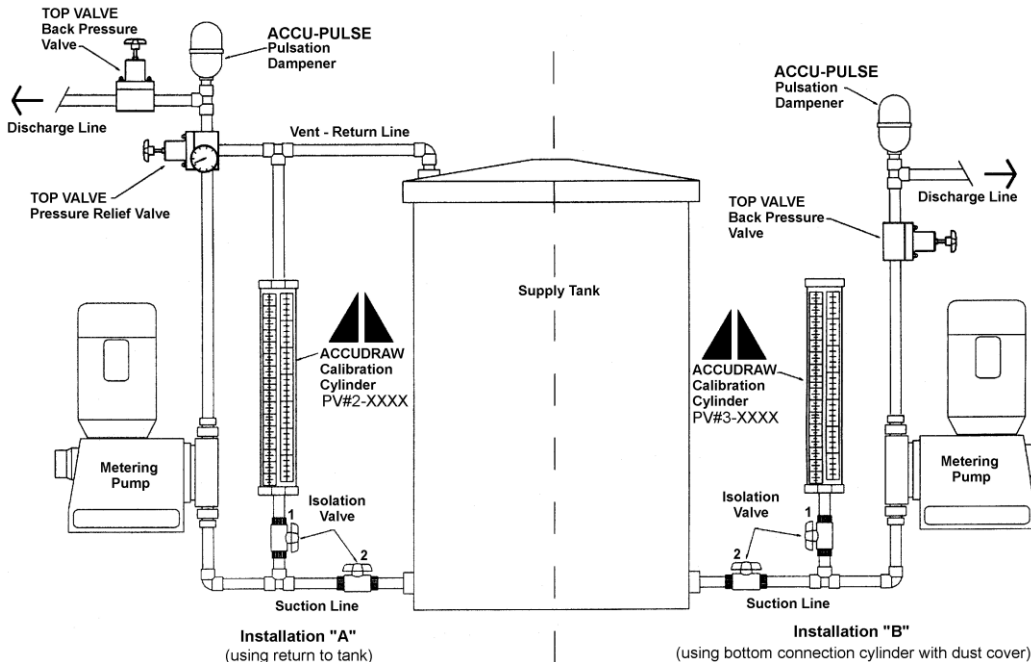 TOP VALVE
Back Pressure
Valve
ACCU-PULSE
Pulsation
Dampener
Discharge Line
Vent - Return Line
TOP VALVE
Pressure Relief Valve
ACCU-PULSE
Pulsation
Dampener
Discharge Line
TOP VALVE
Back Pressure
Valve
Supply Tank
ACCUDRAW
Calibration
Cylinder
PV#2-XXXX
ACCUDRAW
Calibration
Cylinder
PV#3-XXXX
Metering
Pump
Isolation
Valve
1
2
Suction Line
Isolation
Valve
1
2
Suction Line
Metering
Pump
Installation "A"
(using return to tank)
Installation "B"
(using bottom connection cylinder with dust cover)